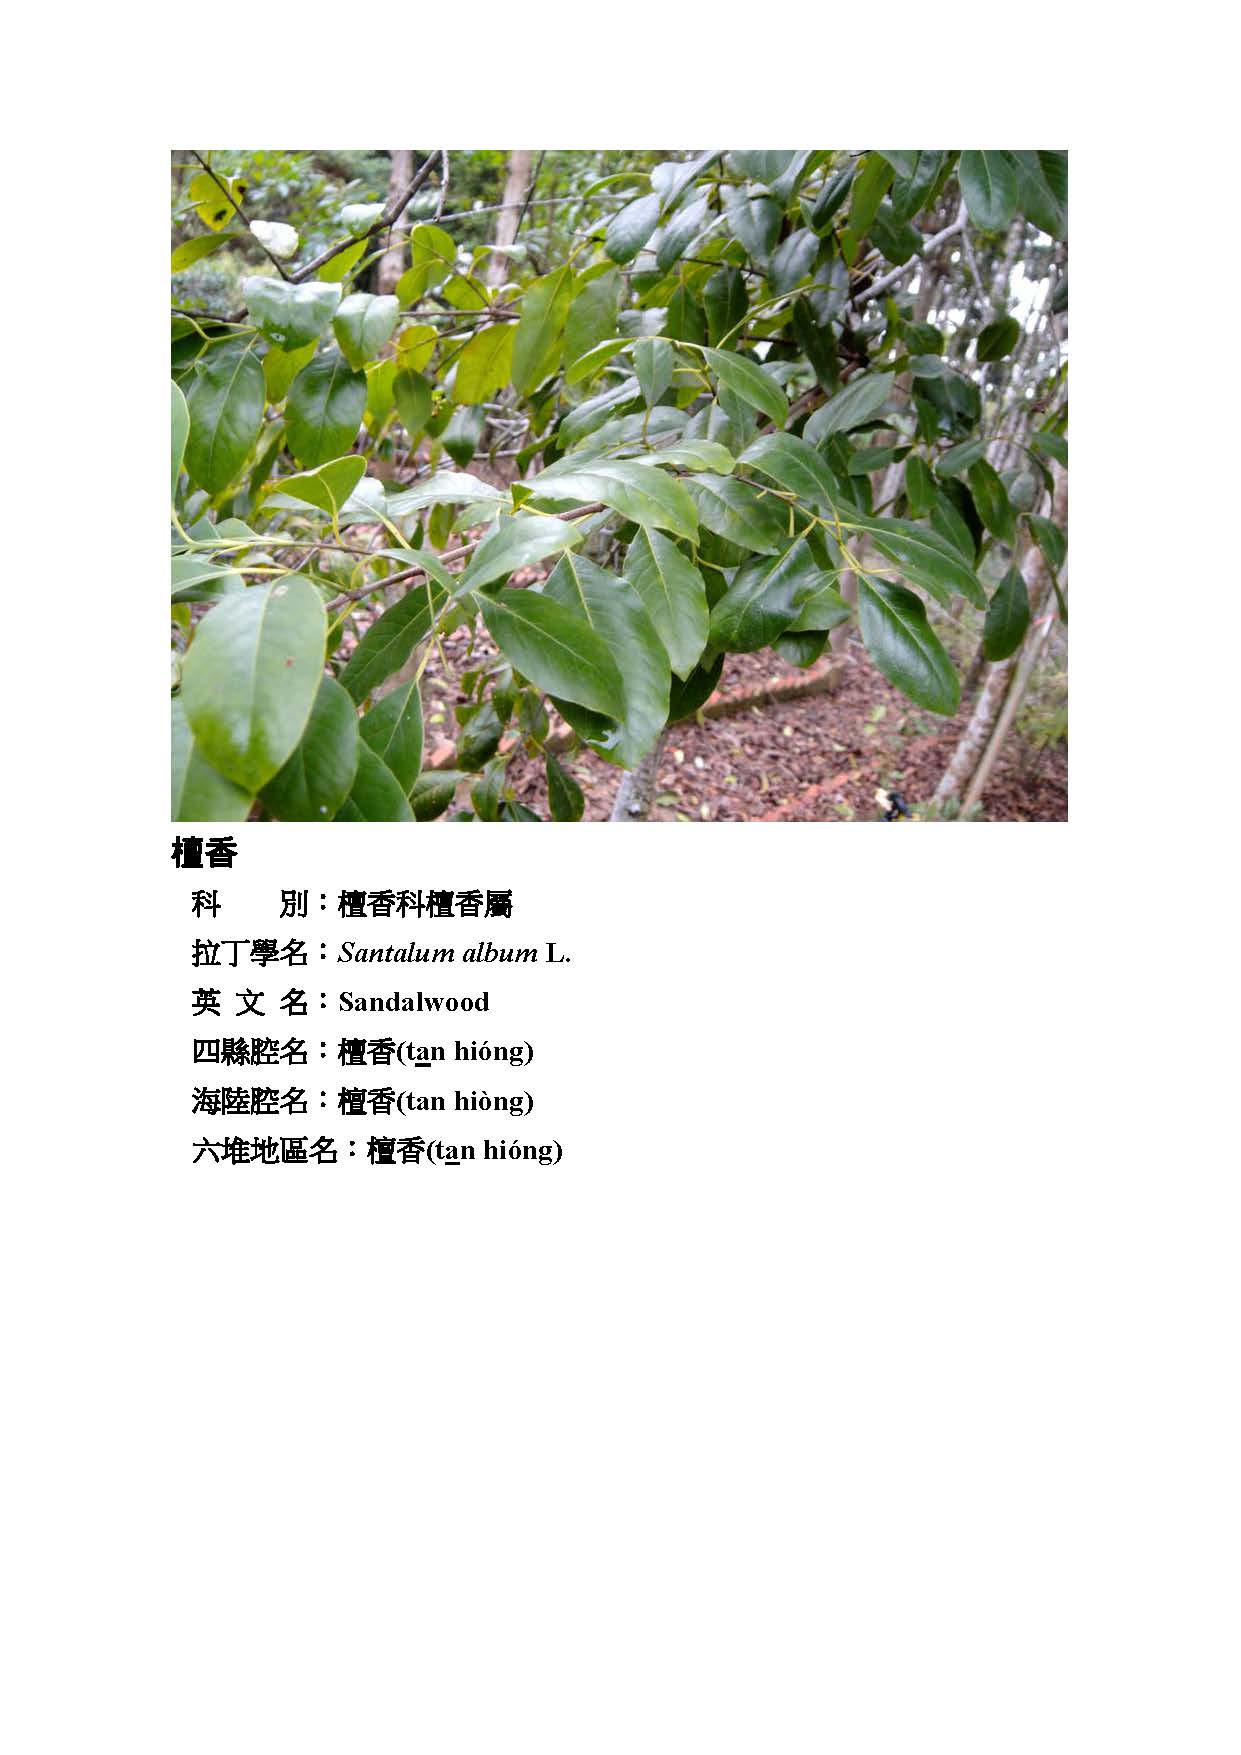 檀香
科　　別：檀香科檀香屬
拉丁學名：Santalum album L.
英 文 名：Sandalwood
四縣腔名：檀香(ta̲n hióng)
海陸腔名：檀香(tan hiòng)
六堆地區名：檀香(ta̲n hióng)